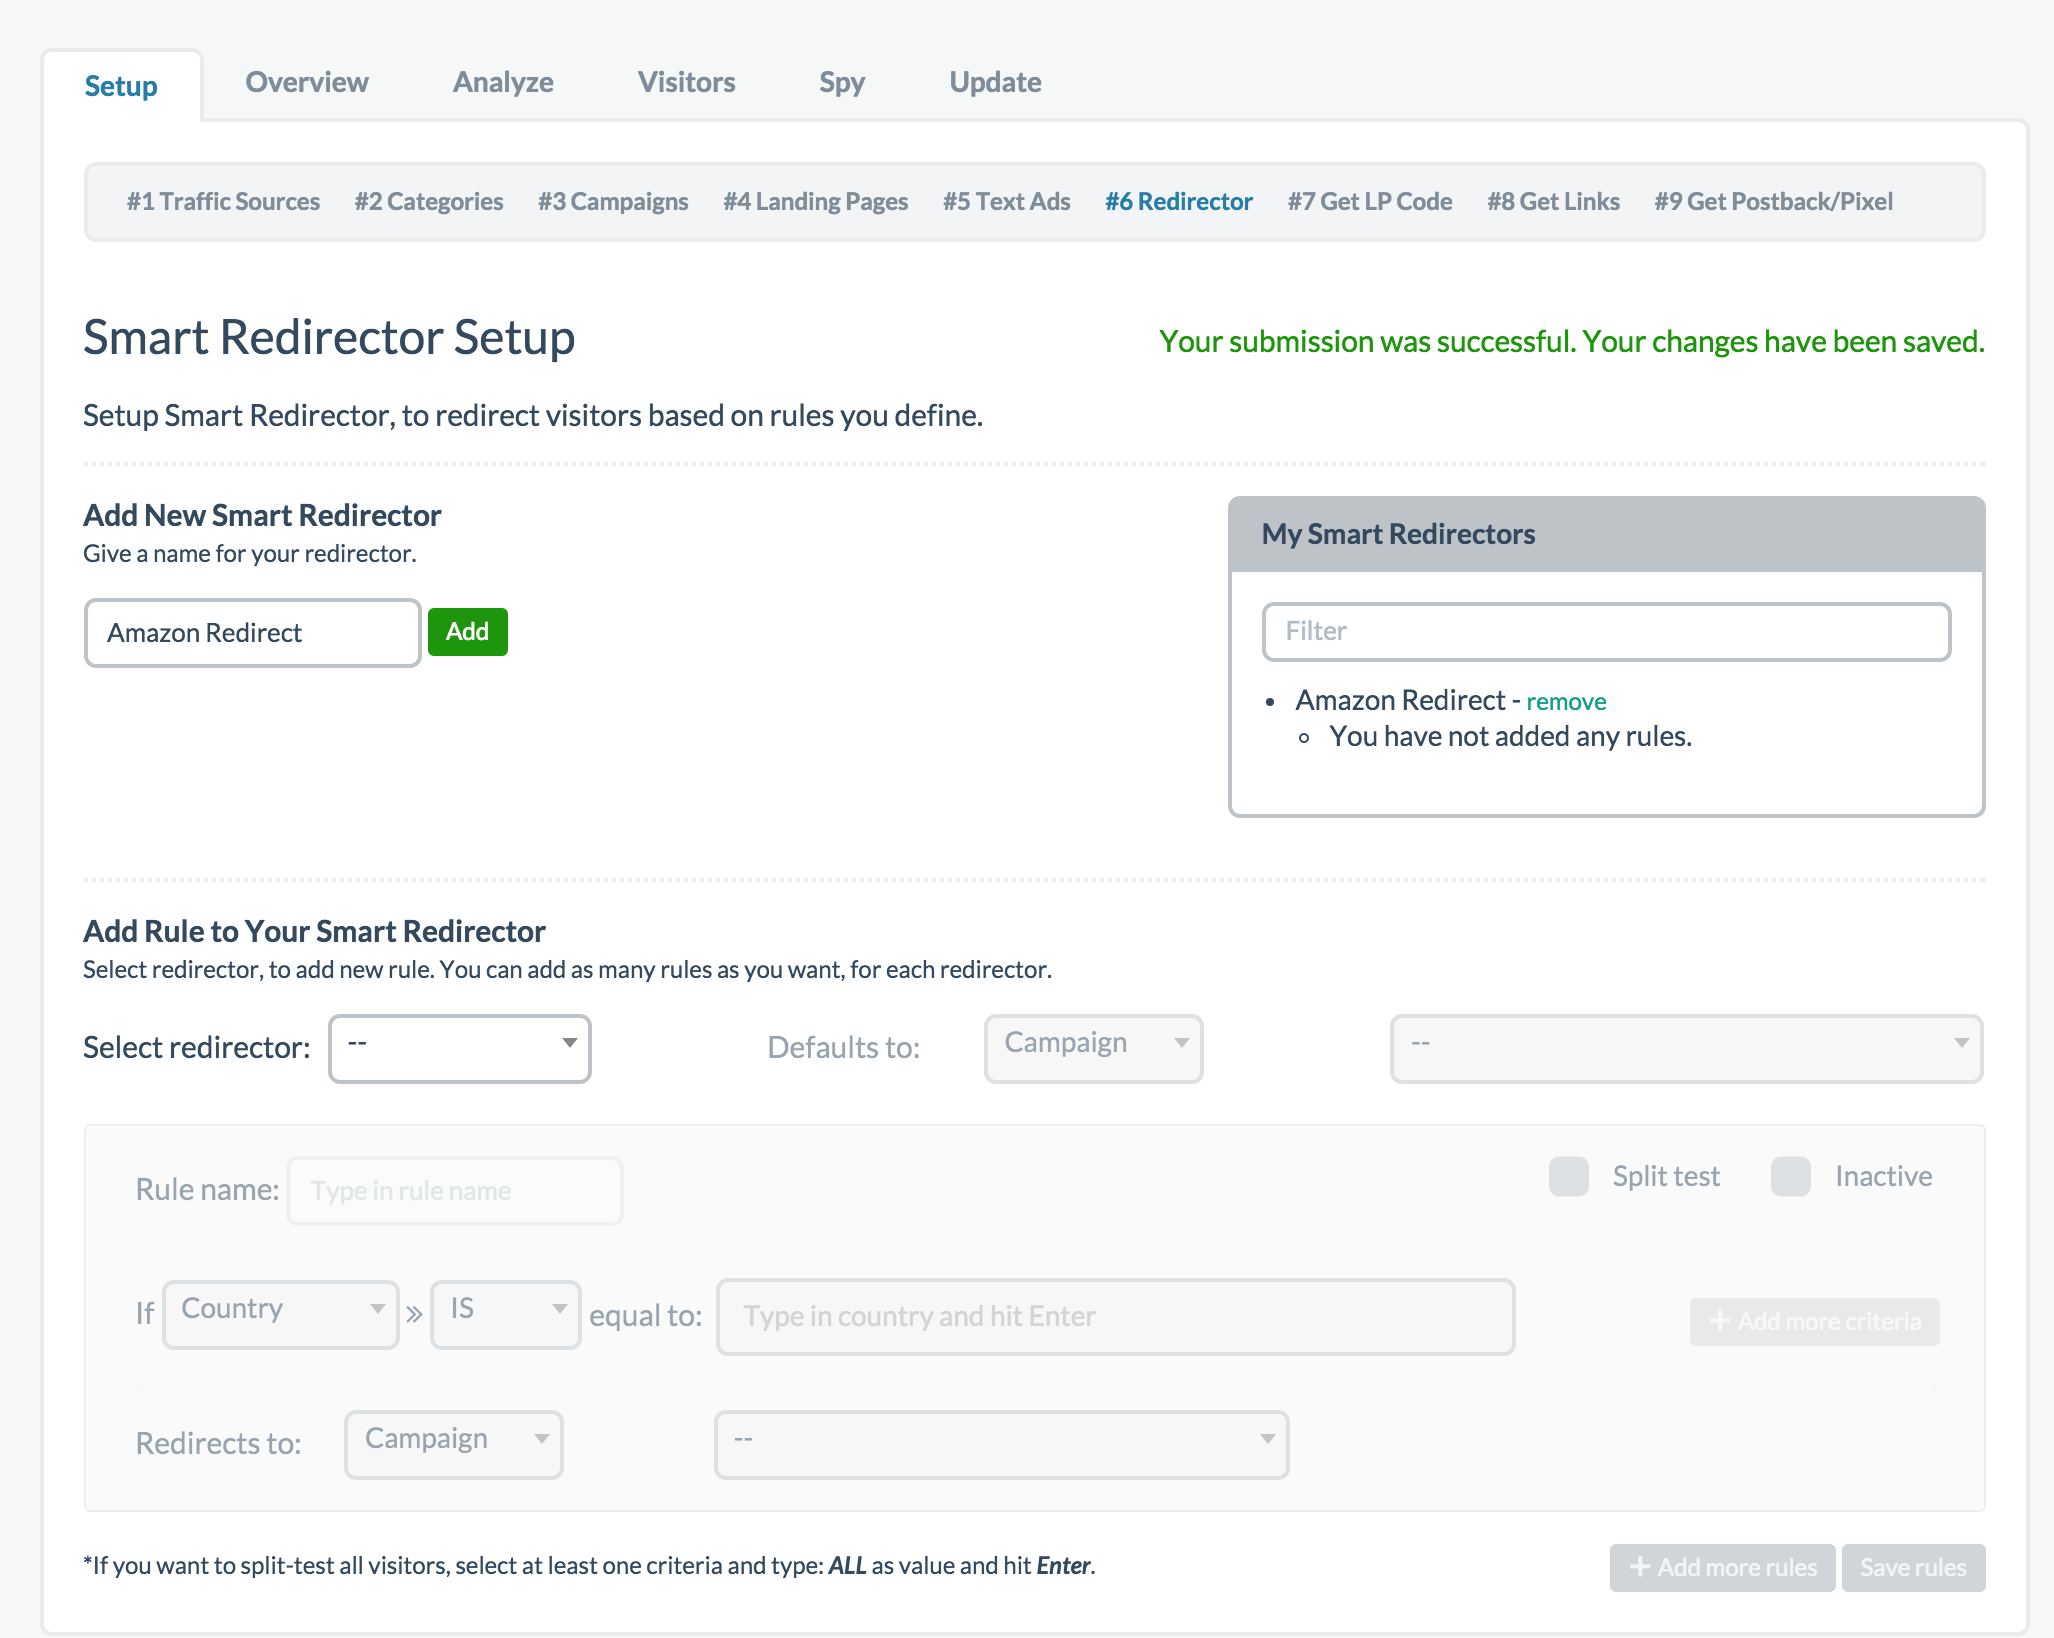 Setup Overview Analyze Visitors Spy Update
#1 Traffic Sources #2 Categories #3 Campaigns #4 Landing Pages #5 Text Ads #6 Redirector #7 Get LP Code #8 Get Links #9 Get Postback/Pixel
Smart Redirector Setup
Your submission was successful. Your changes have been saved.
Setup Smart Redirector, to redirect visitors based on rules you define.
Add New Smart Redirector
Give a name for your redirector.
Amazon Redirect Add
My Smart Redirectors
Filter
Amazon Redirect - remove
You have not added any rules.
Add Rule to Your Smart Redirector
Select redirector, to add new rule. You can add as many rules as you want, for each redirector.
Select redirector: -- Defaults to: Campaign --
Rule name: Type in rule name Split test Inactive
If Country » IS equal to: Type in country and hit Enter + Add more criteria
Redirects to: Campaign --
*If you want to split-test all visitors, select at least one criteria and type: ALL as value and hit Enter.
+ Add more rules Save rules